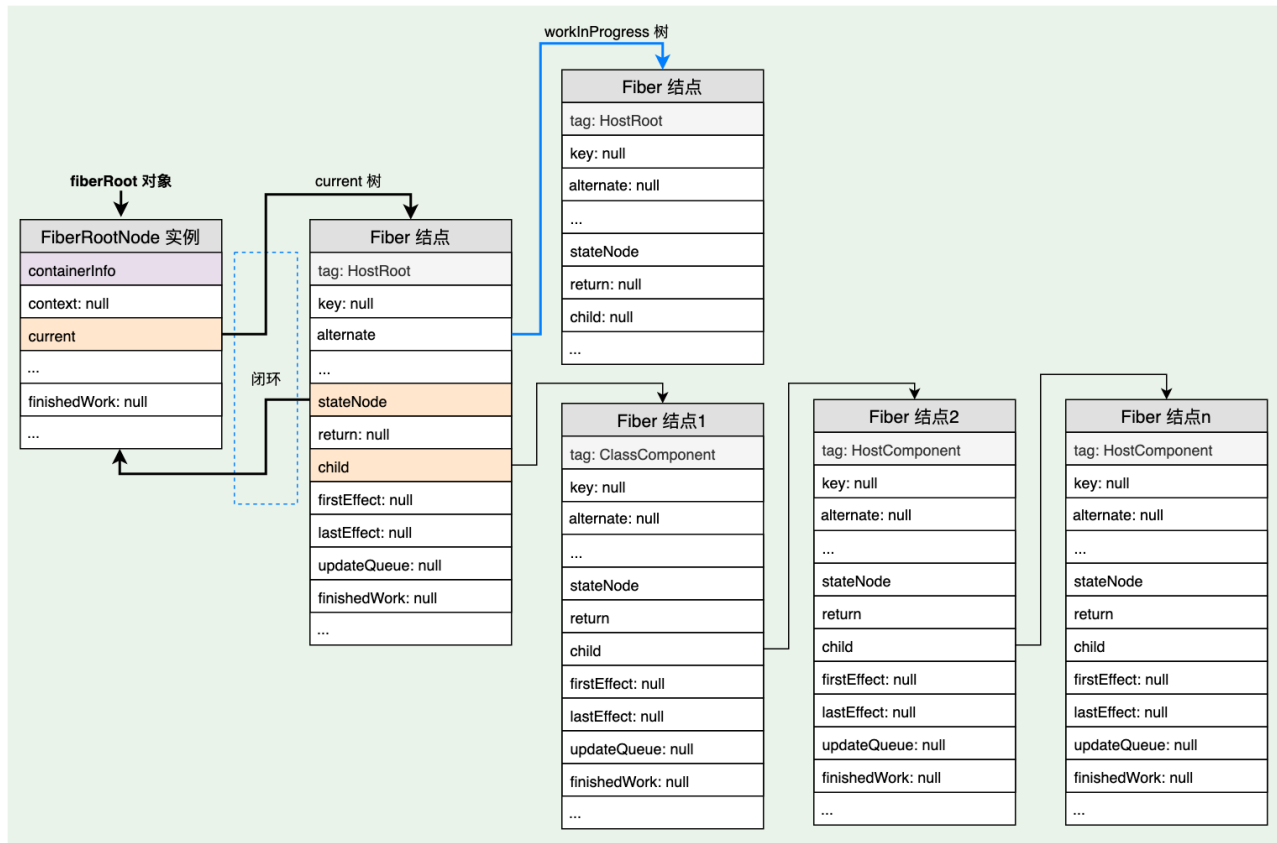 workInProgress 树
Fiber 结点
tag: HostRoot
key: null
alternate: null
...
stateNode
return: null
child: null
...
fiberRoot 对象
FiberRootNode 实例
containerInfo
context: null
current
...
finishedWork: null
...
闭环
current 树
Fiber 结点
tag: HostRoot
key: null
alternate
...
stateNode
return: null
child
firstEffect: null
lastEffect: null
updateQueue: null
finishedWork: null
...
Fiber 结点1
tag: ClassComponent
key: null
alternate: null
...
stateNode
return
child
firstEffect: null
lastEffect: null
updateQueue: null
finishedWork: null
...
Fiber 结点2
tag: HostComponent
key: null
alternate: null
...
stateNode
return
child
firstEffect: null
lastEffect: null
updateQueue: null
finishedWork: null
...
Fiber 结点n
tag: HostComponent
key: null
alternate: null
...
stateNode
return
child
firstEffect: null
lastEffect: null
updateQueue: null
finishedWork: null
...